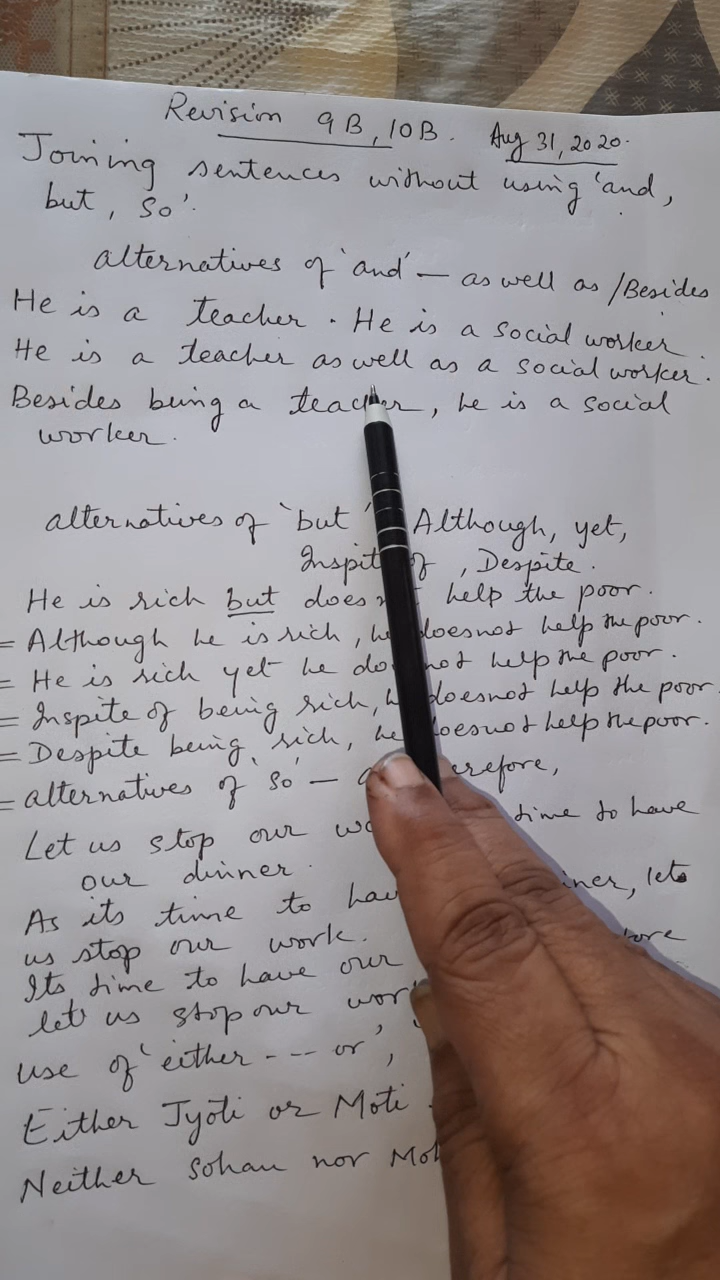 Revision 9B, 10B. Aug 31, 2020.
Joining sentences without using 'and,
but, so'.
alternatives of 'and' — as well as / Besides
He is a teacher. He is a social worker.
He is a teacher as well as a social worker.
Besides being a teacher, he is a social
worker.
alternatives of 'but' Although, yet,
Inspite of, Despite.
He is rich but does help the poor.
= Although he is rich, he doesnot help the poor.
= He is rich yet he do not help the poor.
= Inspite of being rich, h doesnot help the poor.
= Despite being, rich, he doesnot help the poor.
= alternatives of 'So' — erefore,
Let us stop our time to have
our dinner.
As its time to hav iner, lets
us stop our work.
Its time to have our ore
let us stop our wor
use of 'either --- or',
Either Jyoti or Moti
Neither Sohan nor Mo